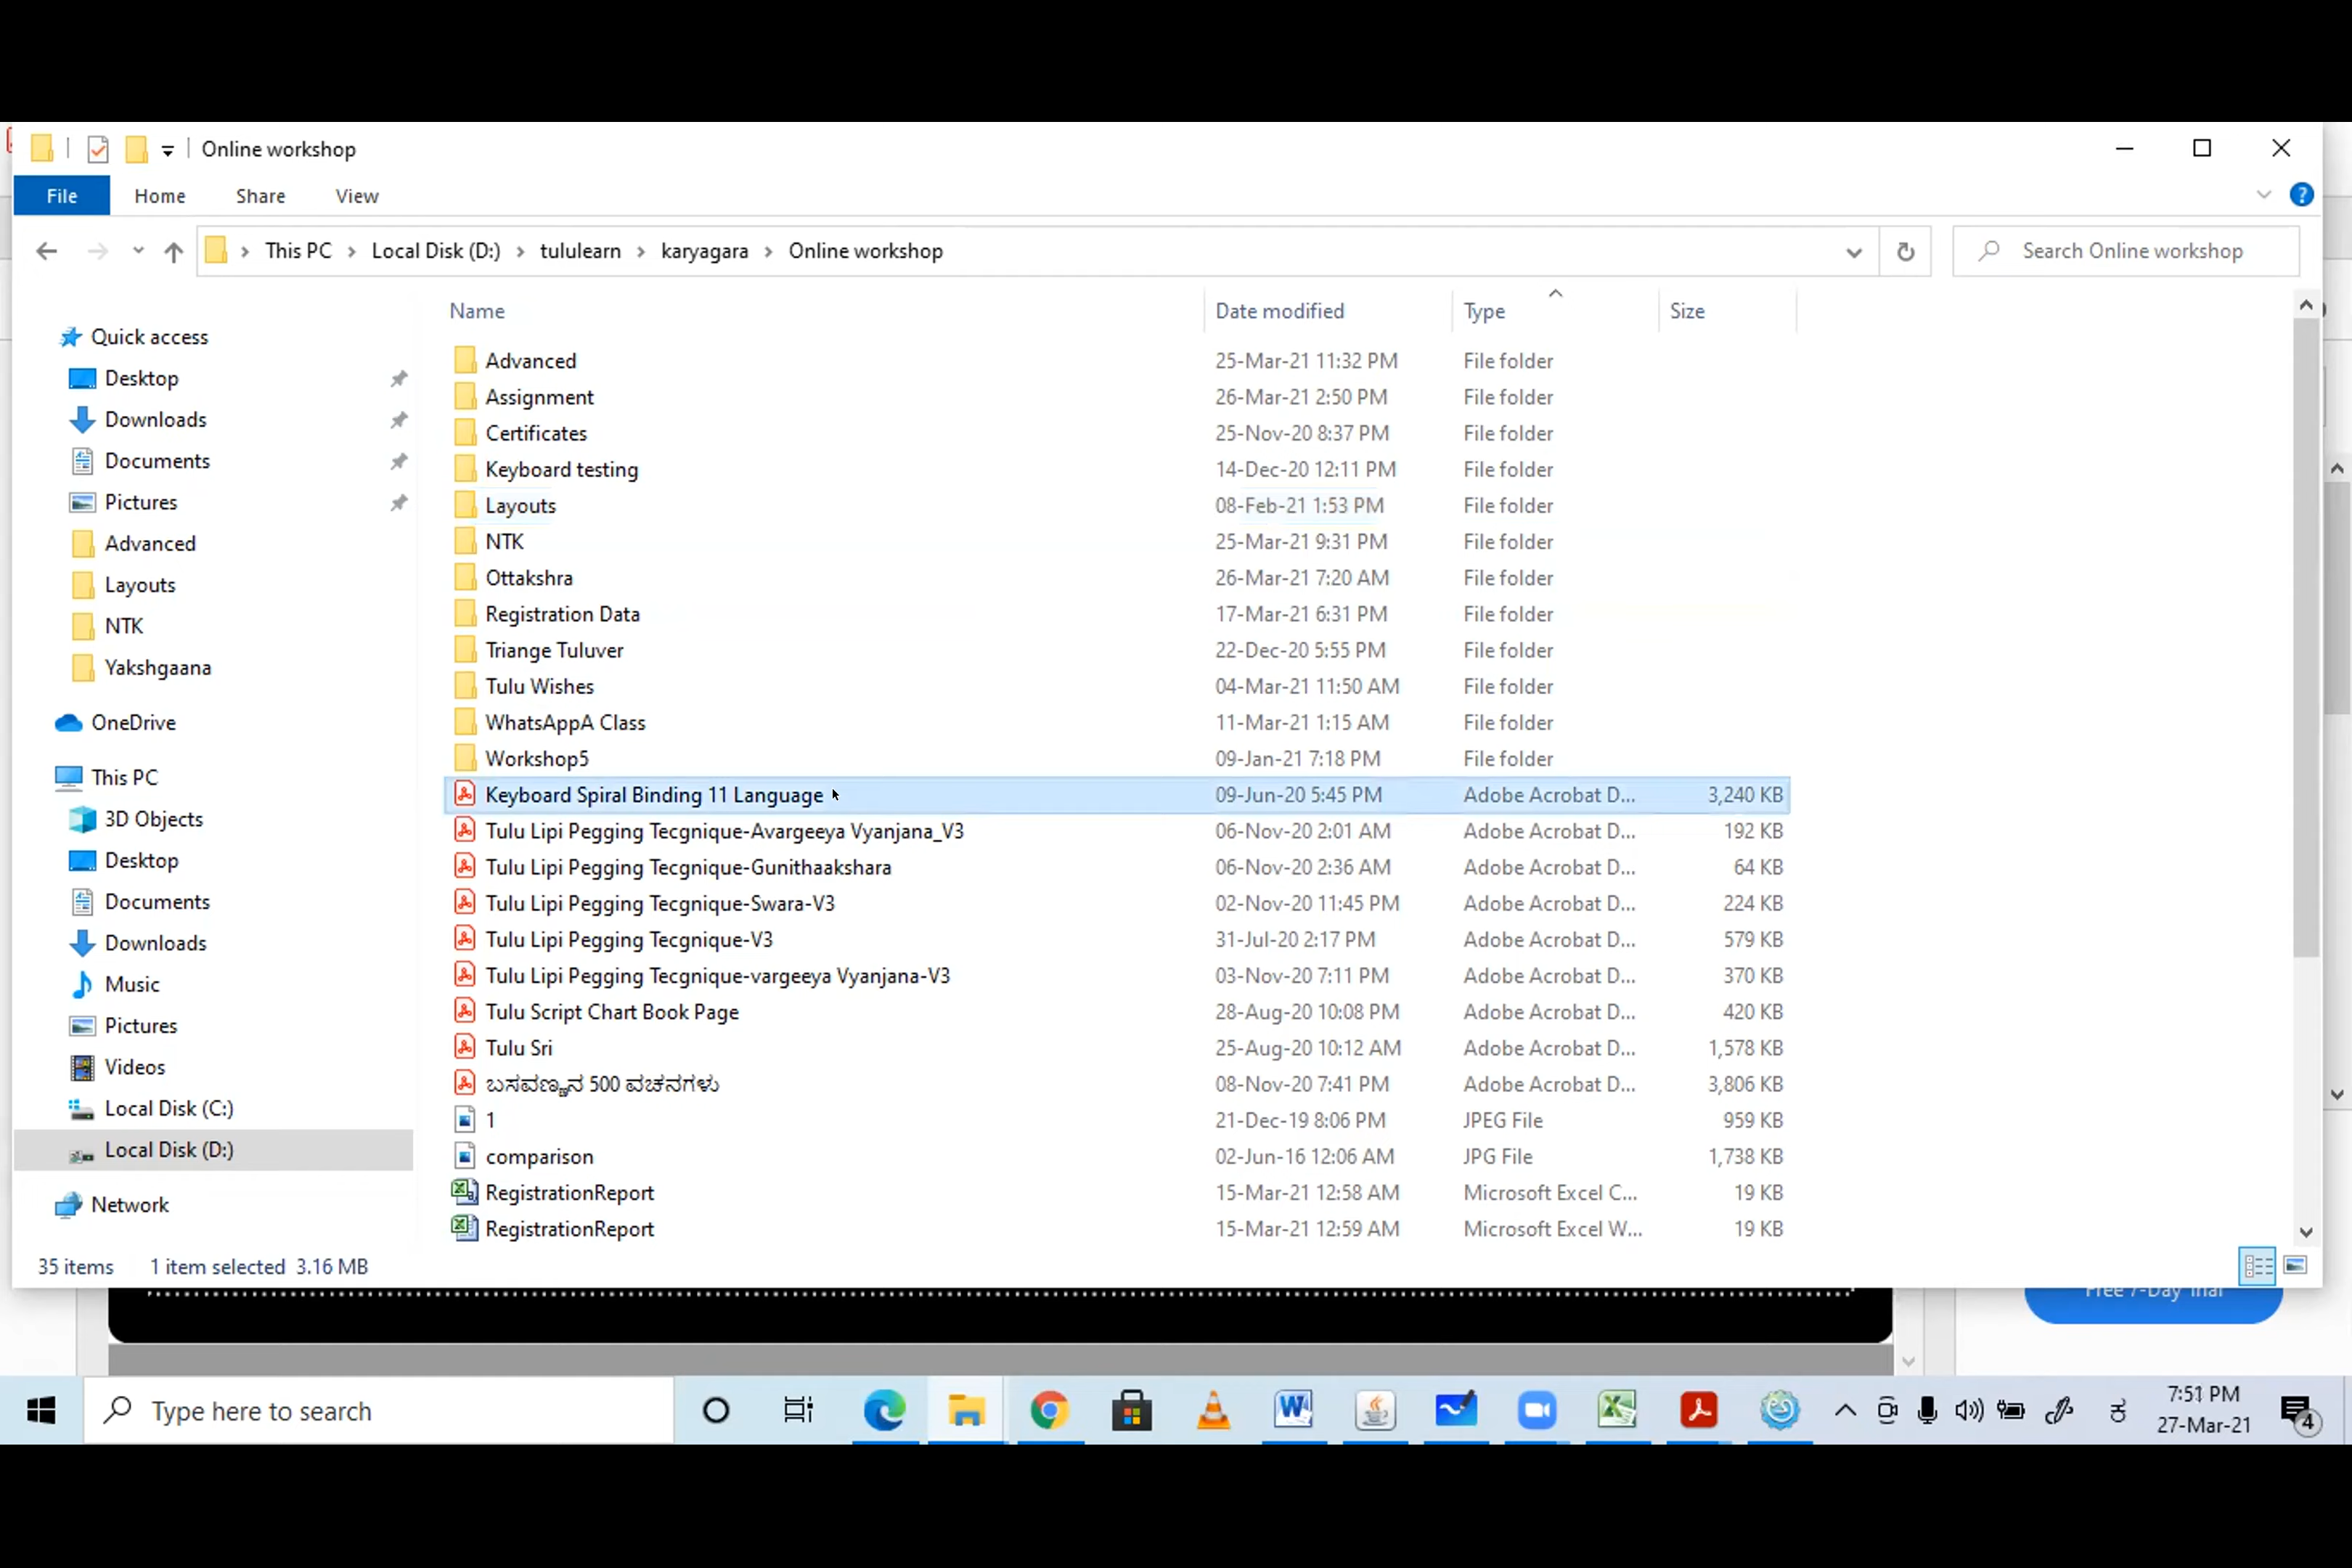 Online workshop
File Home Share View
This PC Local Disk (D:) tululearn karyagara Online workshop
Search Online workshop
Quick access
Desktop
Downloads
Documents
Pictures
Advanced
Layouts
NTK
Yakshgaana
OneDrive
This PC
3D Objects
Desktop
Documents
Downloads
Music
Pictures
Videos
Local Disk (C:)
Local Disk (D:)
Network
Name Date modified Type Size
Advanced 25-Mar-21 11:32 PM File folder
Assignment 26-Mar-21 2:50 PM File folder
Certificates 25-Nov-20 8:37 PM File folder
Keyboard testing 14-Dec-20 12:11 PM File folder
Layouts 08-Feb-21 1:53 PM File folder
NTK 25-Mar-21 9:31 PM File folder
Ottakshra 26-Mar-21 7:20 AM File folder
Registration Data 17-Mar-21 6:31 PM File folder
Triange Tuluver 22-Dec-20 5:55 PM File folder
Tulu Wishes 04-Mar-21 11:50 AM File folder
WhatsAppA Class 11-Mar-21 1:15 AM File folder
Workshop5 09-Jan-21 7:18 PM File folder
Keyboard Spiral Binding 11 Language 09-Jun-20 5:45 PM Adobe Acrobat D... 3,240 KB
Tulu Lipi Pegging Tecgnique-Avargeeya Vyanjana_V3 06-Nov-20 2:01 AM Adobe Acrobat D... 192 KB
Tulu Lipi Pegging Tecgnique-Gunithaakshara 06-Nov-20 2:36 AM Adobe Acrobat D... 64 KB
Tulu Lipi Pegging Tecgnique-Swara-V3 02-Nov-20 11:45 PM Adobe Acrobat D... 224 KB
Tulu Lipi Pegging Tecgnique-V3 31-Jul-20 2:17 PM Adobe Acrobat D... 579 KB
Tulu Lipi Pegging Tecgnique-vargeeya Vyanjana-V3 03-Nov-20 7:11 PM Adobe Acrobat D... 370 KB
Tulu Script Chart Book Page 28-Aug-20 10:08 PM Adobe Acrobat D... 420 KB
Tulu Sri 25-Aug-20 10:12 AM Adobe Acrobat D... 1,578 KB
ಬಸವಣ್ಣನ 500 ವಚನಗಳು 08-Nov-20 7:41 PM Adobe Acrobat D... 3,806 KB
1 21-Dec-19 8:06 PM JPEG File 959 KB
comparison 02-Jun-16 12:06 AM JPG File 1,738 KB
RegistrationReport 15-Mar-21 12:58 AM Microsoft Excel C... 19 KB
RegistrationReport 15-Mar-21 12:59 AM Microsoft Excel W... 19 KB
35 items 1 item selected 3.16 MB
Free 7-Day Trial
Type here to search
ಕ
7:51 PM
27-Mar-21
4